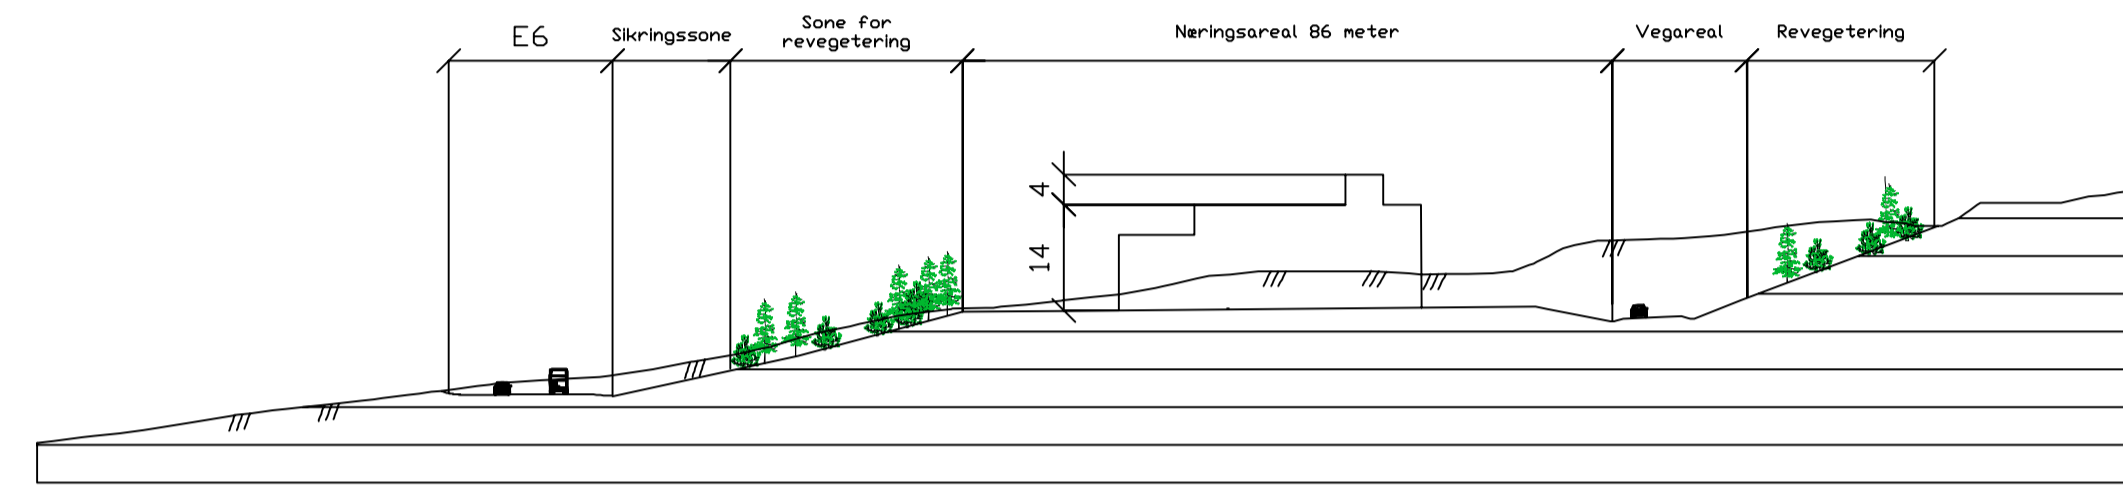 E6
Sikringssone
Sone for
revegetering
Næringsareal 86 meter
Vegareal
Revegetering
4
14